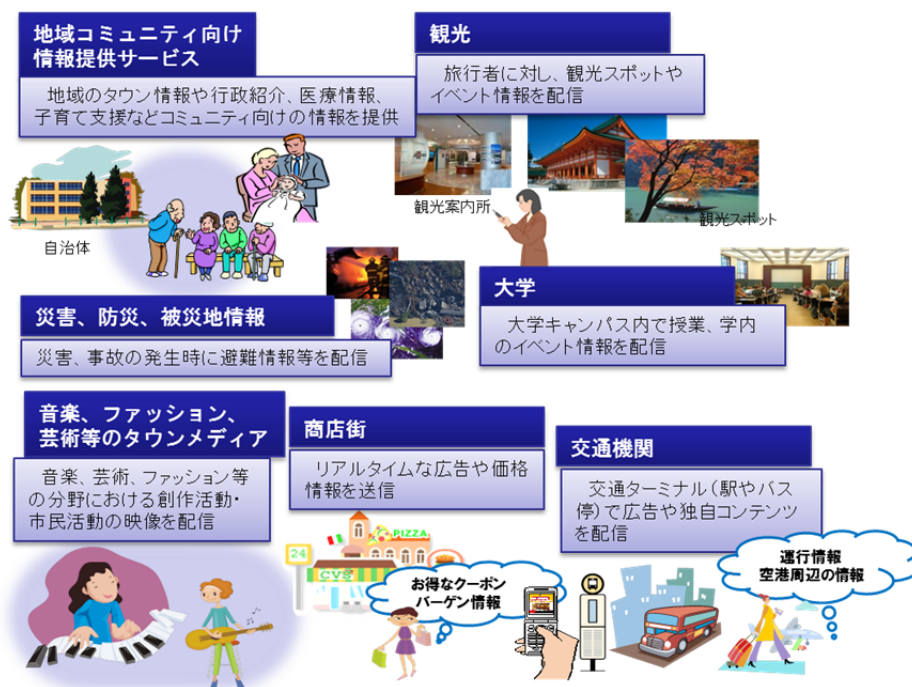 地域コミュニティ向け
情報提供サービス
地域のタウン情報や行政紹介、医療情報、
子育て支援などコミュニティ向けの情報を提供
観光
旅行者に対し、観光スポットや
イベント情報を配信
観光案内所
観光スポット
自治体
災害、防災、被災地情報
災害、事故の発生時に避難情報等を配信
大学
大学キャンパス内で授業、学内
のイベント情報を配信
音楽、ファッション、
芸術等のタウンメディア
音楽、芸術、ファッション等
の分野における創作活動・
市民活動の映像を配信
商店街
リアルタイムな広告や価格
情報を送信
PIZZA
24
CVS
お得なクーポン
バーゲン情報
交通機関
交通ターミナル（駅やバス
停）で広告や独自コンテンツ
を配信
運行情報
空港周辺の情報